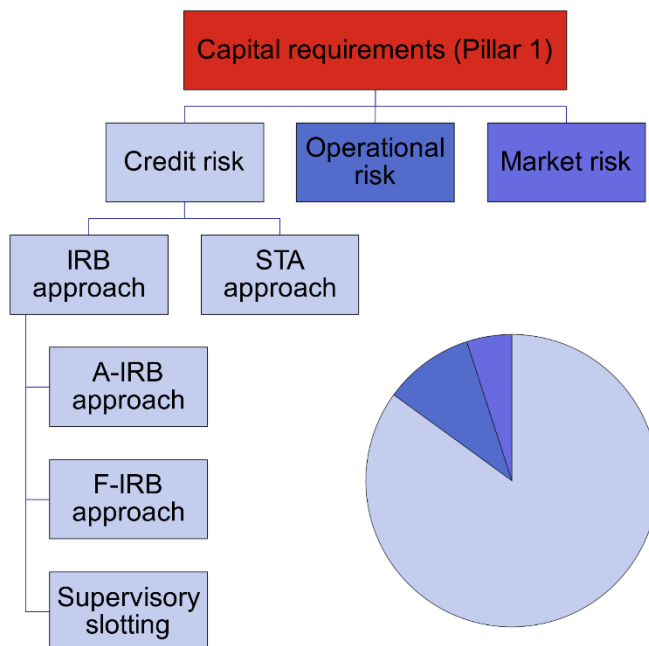 Capital requirements (Pillar 1)
Credit risk
Operational
risk
Market risk
IRB
approach
STA
approach
A-IRB
approach
F-IRB
approach
Supervisory
slotting